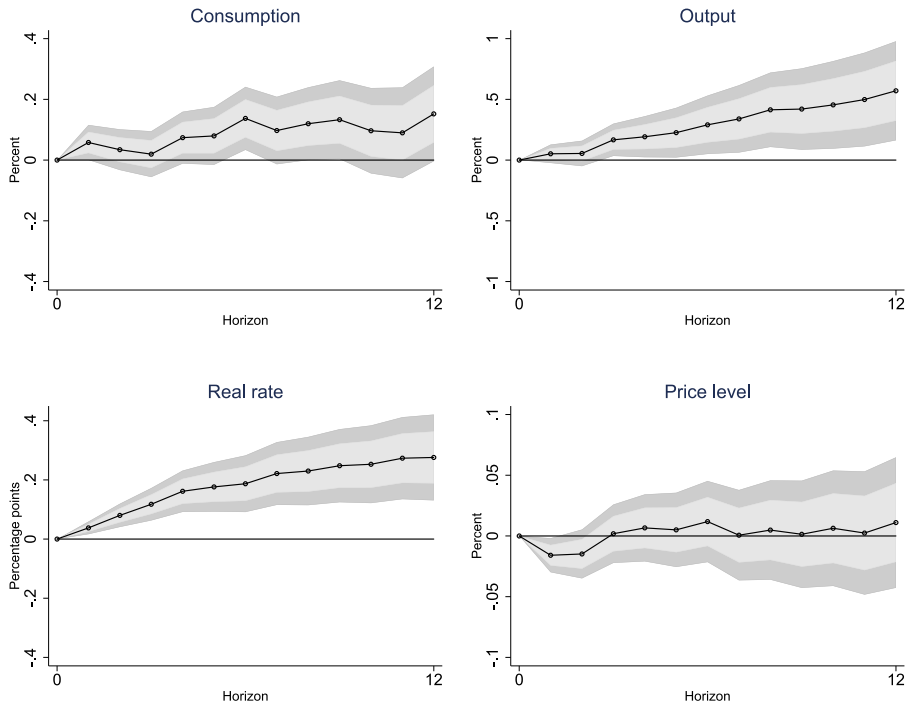 Consumption
Percent
.4
.2
0
-.2
-.4
0 12
Horizon
Output
Percent
1
.5
0
-.5
-1
0 12
Horizon
Real rate
Percentage points
.4
.2
0
-.2
-.4
0 12
Horizon
Price level
Percent
.1
.05
0
-.05
-.1
0 12
Horizon